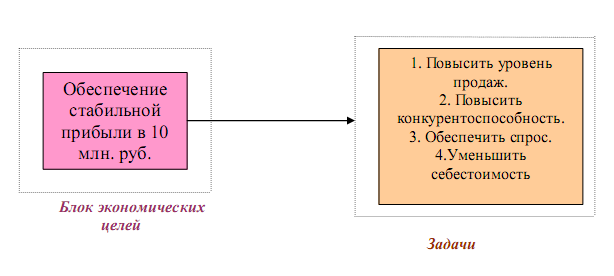 Обеспечение
стабильной
прибыли в 10
млн. руб.
Блок экономических
целей
1. Повысить уровень
продаж.
2. Повысить
конкурентоспособность.
3. Обеспечить спрос.
4.Уменьшить
себестоимость
Задачи